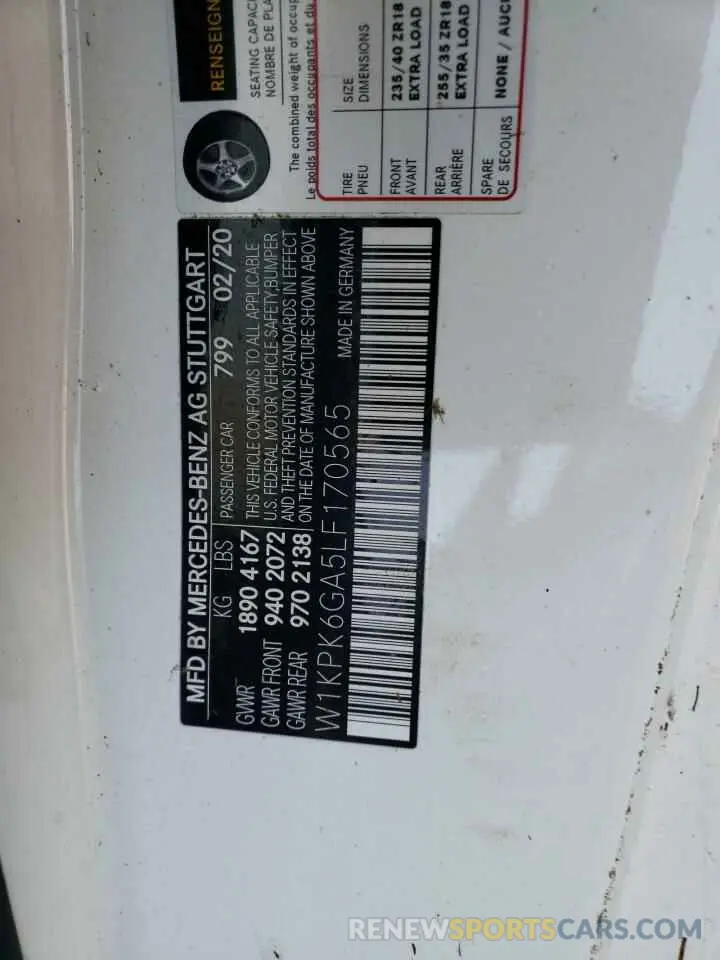 RENSEIGN
SEATING CAPACI
NOMBRE DE PLA
The combined weight of occup
Le poids total des occupants et du
TIRE SIZE
PNEU DIMENSIONS
FRONT 235/40 ZR18
AVANT EXTRA LOAD
REAR 255/35 ZR18
ARRIÈRE EXTRA LOAD
SPARE NONE / AUC
DE SECOURS
MFD BY MERCEDES-BENZ AG STUTTGART
KG LBS PASSENGER CAR 799 02/20
GVWR 1890 4167 THIS VEHICLE CONFORMS TO ALL APPLICABLE
GAWR FRONT 940 2072 U.S. FEDERAL MOTOR VEHICLE SAFETY-BUMPER
GAWR REAR 970 2138 AND THEFT PREVENTION STANDARDS IN EFFECT
ON THE DATE OF MANUFACTURE SHOWN ABOVE
W1KPK6GA5LF170565 MADE IN GERMANY
RENEWSPORTSCARS.COM